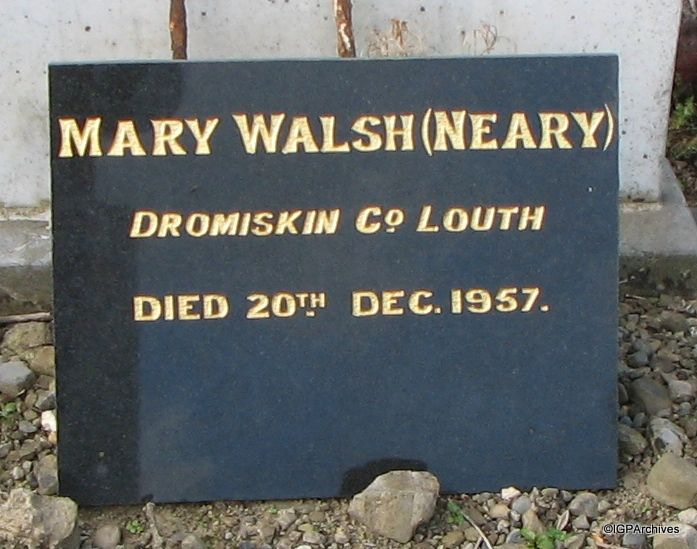 MARY WALSH (NEARY)
DROMISKIN Cº LOUTH
DIED 20TH DEC. 1957.
©IGPArchives